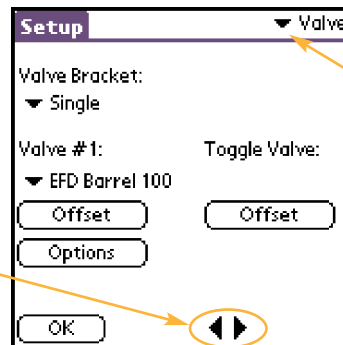 Setup Valve
Valve Bracket:
Single
Valve #1: Toggle Valve:
EFD Barrel 100
Offset Offset
Options
OK